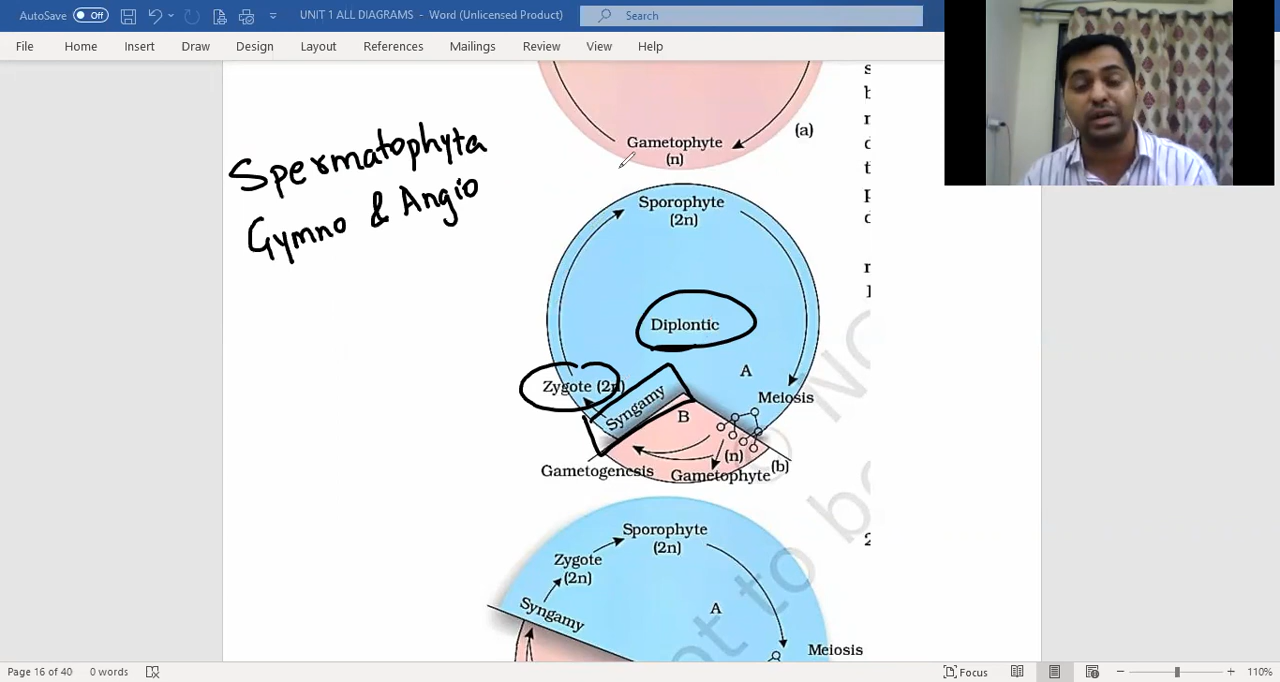 AutoSave Off UNIT 1 ALL DIAGRAMS - Word (Unlicensed Product) Search
File Home Insert Draw Design Layout References Mailings Review View Help
Gametophyte
(n)
(a)
Spermatophyta
Gymno & Angio
Sporophyte
(2n)
Diplontic
Zygote (2n)
Syngamy
A
B
Meiosis
(n)
(b)
Gametogenesis
Gametophyte
Sporophyte
(2n)
Zygote
(2n)
Syngamy
A
Meiosis
Page 16 of 40 0 words Focus 110%